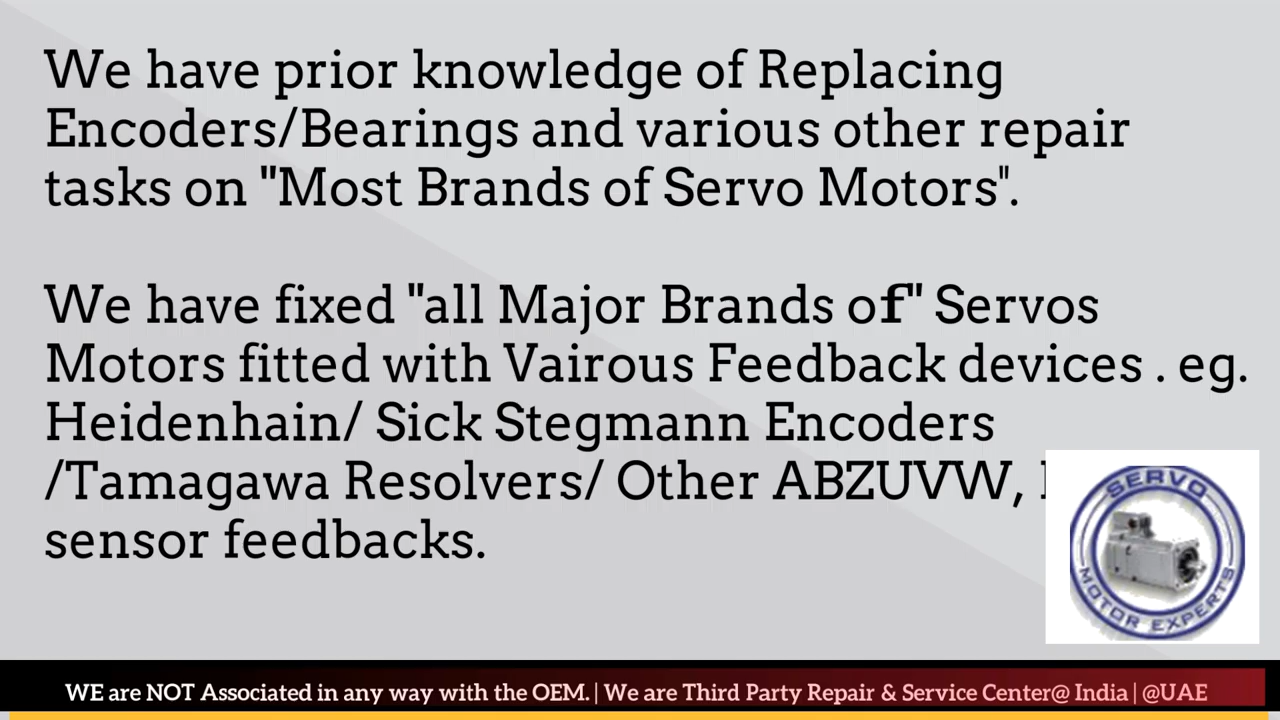 We have prior knowledge of Replacing
Encoders/Bearings and various other repair
tasks on "Most Brands of Servo Motors".
We have fixed "all Major Brands of" Servos
Motors fitted with Vairous Feedback devices . eg.
Heidenhain/ Sick Stegmann Encoders
/Tamagawa Resolvers/ Other ABZUVW,
sensor feedbacks.
SERVO
MOTOR EXPERTS
WE are NOT Associated in any way with the OEM. | We are Third Party Repair & Service Center@ India | @UAE